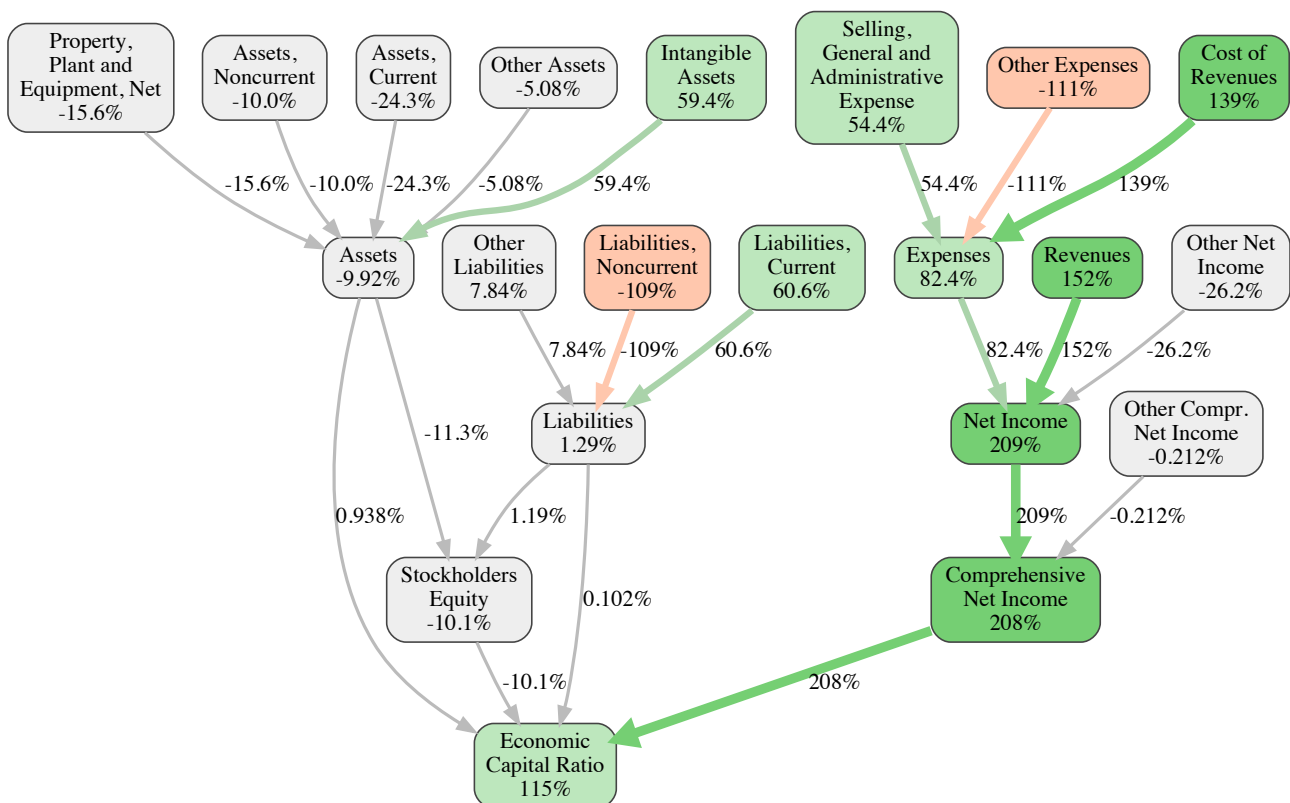 Property,
Plant and
Equipment, Net
-15.6%
Assets,
Noncurrent
-10.0%
Assets,
Current
-24.3%
Other Assets
-5.08%
Intangible
Assets
59.4%
Selling,
General and
Administrative
Expense
54.4%
Other Expenses
-111%
Cost of
Revenues
139%
-15.6%
-10.0%
-24.3%
-5.08%
59.4%
54.4%
-111%
139%
Assets
-9.92%
Other
Liabilities
7.84%
Liabilities,
Noncurrent
-109%
Liabilities,
Current
60.6%
Expenses
82.4%
Revenues
152%
Other Net
Income
-26.2%
7.84%
-109%
60.6%
82.4%
152%
-26.2%
Liabilities
1.29%
Net Income
209%
Other Compr.
Net Income
-0.212%
-11.3%
0.938%
1.19%
0.102%
209%
-0.212%
Stockholders
Equity
-10.1%
Comprehensive
Net Income
208%
-10.1%
208%
Economic
Capital Ratio
115%